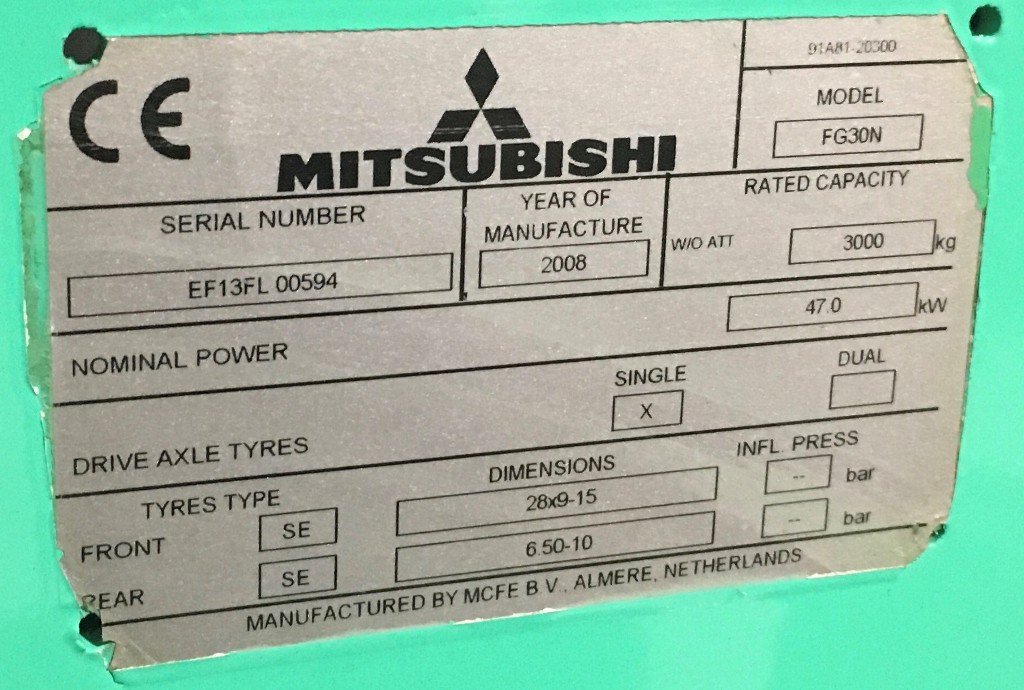 CE
MITSUBISHI
91A81-20300
MODEL
FG30N
SERIAL NUMBER
EF13FL 00594
YEAR OF
MANUFACTURE
2008
RATED CAPACITY
W/O ATT 3000 kg
NOMINAL POWER 47.0 kW
DRIVE AXLE TYRES
SINGLE
X
DUAL
TYRES TYPE DIMENSIONS INFL. PRESS
FRONT SE 28x9-15 -- bar
REAR SE 6.50-10 -- bar
MANUFACTURED BY MCFE B.V., ALMERE, NETHERLANDS